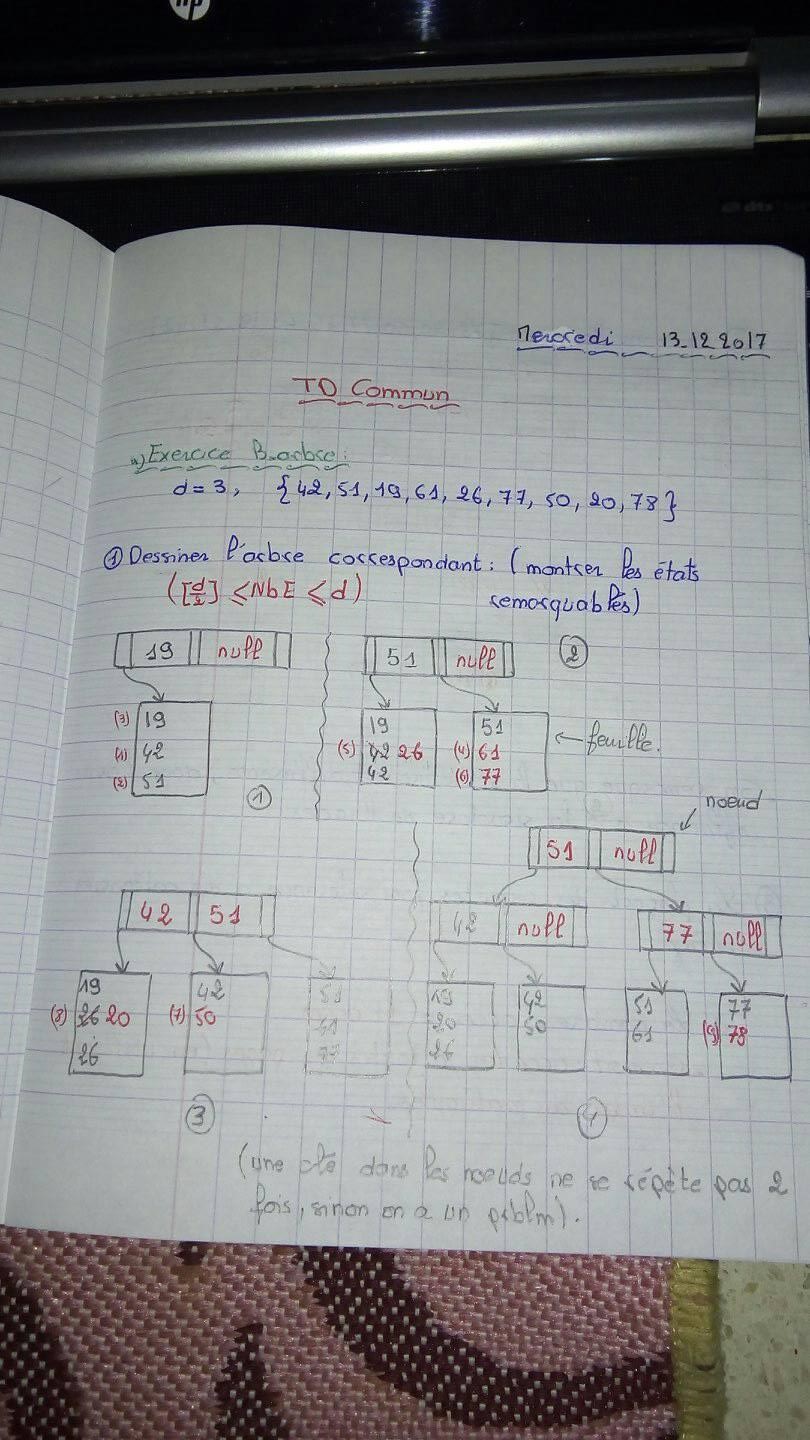 hp
Mercredi 13.12.2017
TD Commun
a) Exercice B-arbre:
d = 3, {42, 51, 19, 61, 26, 77, 50, 20, 78}
① Dessiner l'arbre correspondant: (montrer les états
([d/2] ≤ NbE ≤ d) remarquables)
19 null
51 null ②
(3) 19
(1) 42
(2) 51
①
19
(5) 42 26
42
51
(4) 61
(6) 77
← feuille.
noeud
51 null
42 51
42 null
77 null
19
(8) 26 20
26
42
(7) 50
51
61
77
③
19
20
26
42
50
51
61
77
(9) 78
④
(une clé dans les noeuds ne se répète pas 2
fois, sinon on a un prblm).